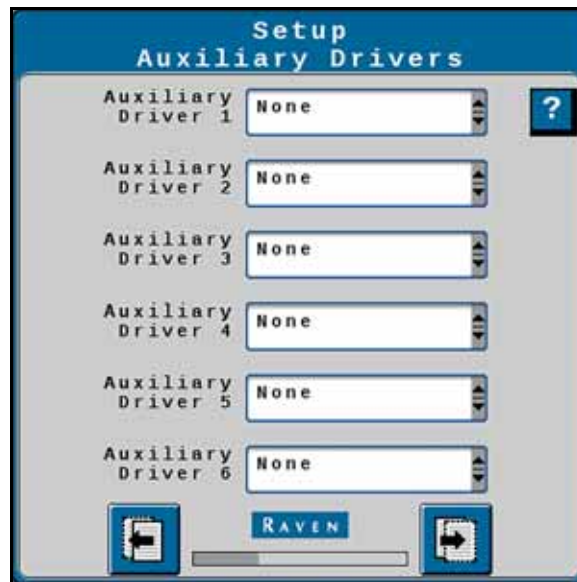 Setup
Auxiliary Drivers
Auxiliary
Driver 1
None
?
Auxiliary
Driver 2
None
Auxiliary
Driver 3
None
Auxiliary
Driver 4
None
Auxiliary
Driver 5
None
Auxiliary
Driver 6
None
RAVEN